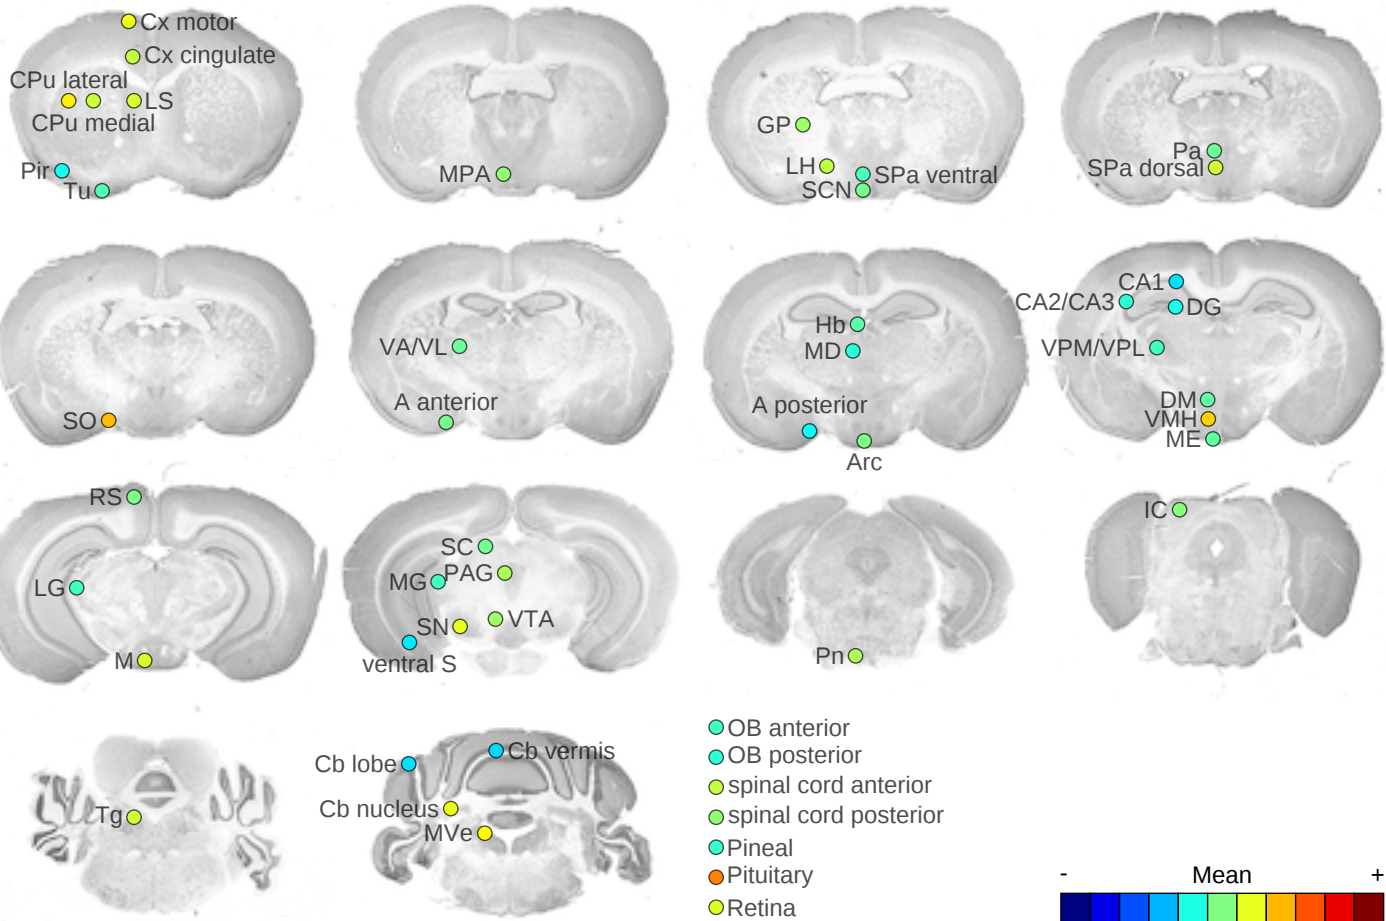 Cx motor
Cx cingulate
CPu lateral
LS
CPu medial
Pir
Tu
MPA
GP
LH
SPa ventral
SCN
Pa
SPa dorsal
SO
VA/VL
A anterior
Hb
MD
A posterior
Arc
CA1
CA2/CA3
DG
VPM/VPL
DM
VMH
ME
RS
LG
M
SC
MG
PAG
SN
VTA
ventral S
Pn
IC
Tg
Cb lobe
Cb vermis
Cb nucleus
MVe
OB anterior
OB posterior
spinal cord anterior
spinal cord posterior
Pineal
Pituitary
Retina
- Mean +